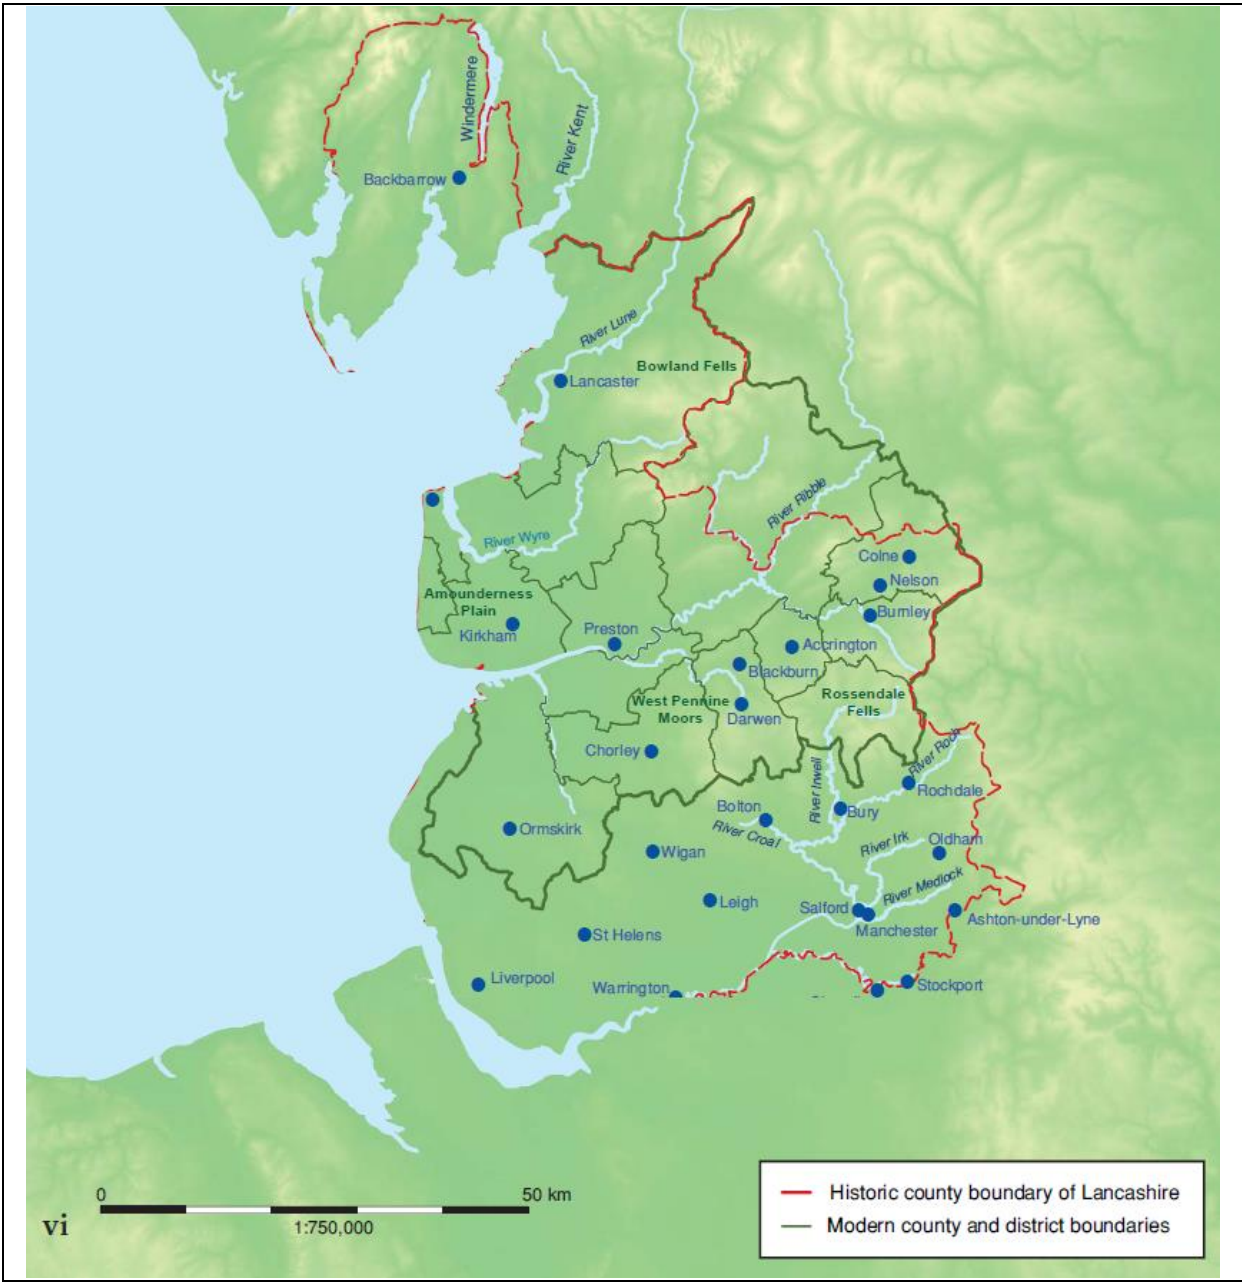 Windermere
River Kent
Backbarrow
River Lune
Bowland Fells
Lancaster
River Ribble
River Wyre
Colne
Nelson
Amounderness
Plain
Burnley
Kirkham
Preston
Accrington
Blackburn
West Pennine
Moors
Rossendale
Fells
Darwen
Chorley
River Roch
River Irwell
Rochdale
Bolton
Bury
River Croal
Ormskirk
River Irk
Oldham
Wigan
River Medlock
Leigh
Salford
Ashton-under-Lyne
Manchester
St Helens
Liverpool
Warrington
Stockport
0
50 km
1:750,000
vi
Historic county boundary of Lancashire
Modern county and district boundaries